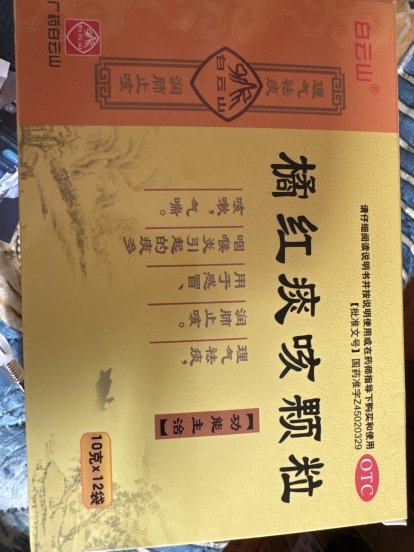 白云山®
请仔细阅读说明书并按说明使用或在药师指导下购买和使用
【批准文号】国药准字Z45020329
OTC
橘红痰咳颗粒
理气祛痰
白云山
润肺止咳
【功能主治】
理气祛痰，
润肺止咳。
用于感冒、
咽喉炎引起的痰多
咳嗽，气喘。
广药白云山
10克×12袋